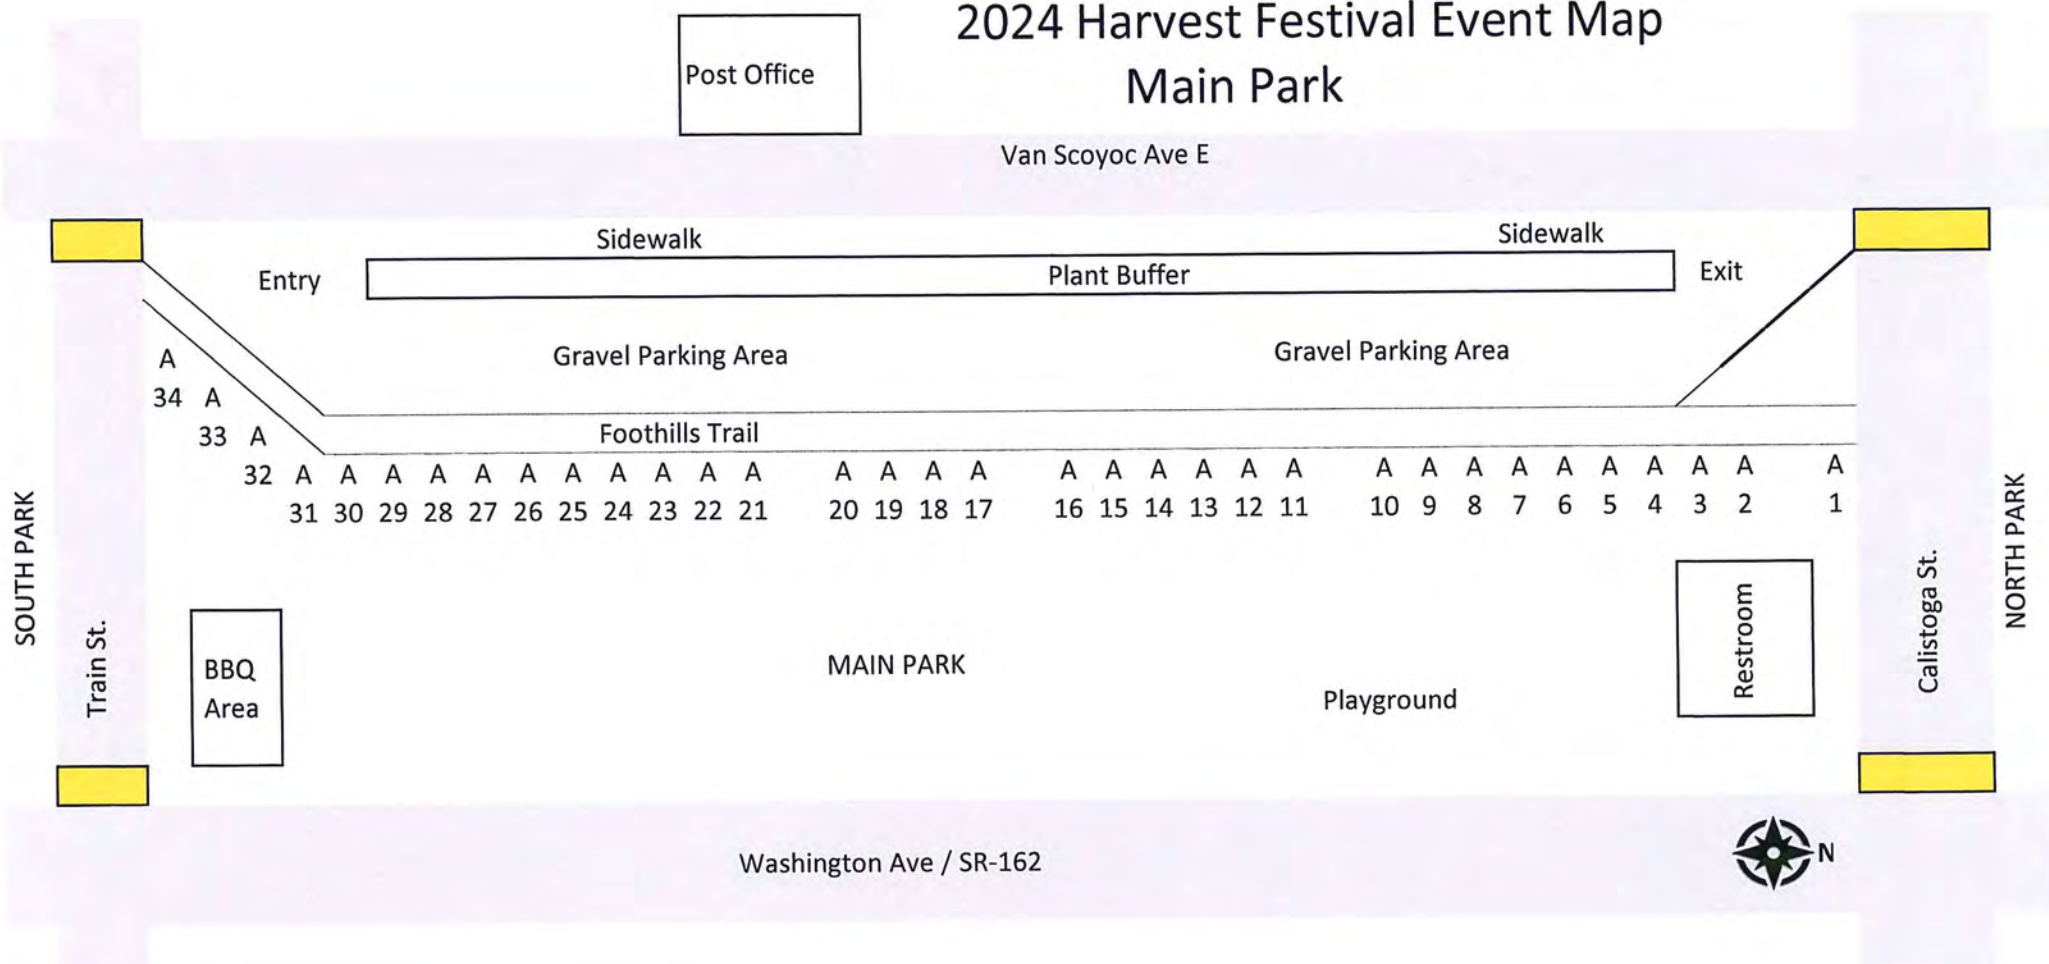 2024 Harvest Festival Event Map
Main Park
Post Office
Van Scoyoc Ave E
Sidewalk
Sidewalk
Entry
Plant Buffer
Exit
Gravel Parking Area
Gravel Parking Area
Foothills Trail
A
34
A
33
A
32
A A A A A A A A A A A A A A A A A A A A A A A A A A A A A A A
31 30 29 28 27 26 25 24 23 22 21 20 19 18 17 16 15 14 13 12 11 10 9 8 7 6 5 4 3 2 1
SOUTH PARK
Train St.
BBQ
Area
MAIN PARK
Playground
Restroom
Calistoga St.
NORTH PARK
Washington Ave / SR-162
N